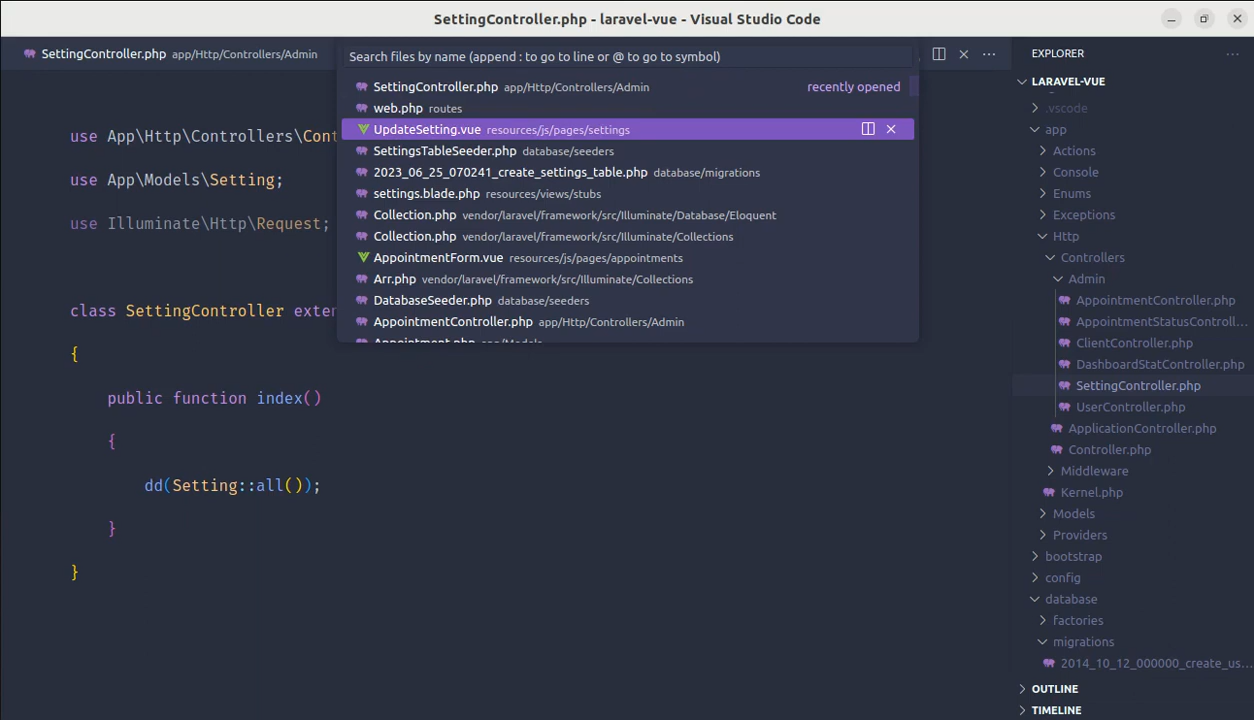 SettingController.php - laravel-vue - Visual Studio Code
SettingController.php app/Http/Controllers/Admin
Search files by name (append : to go to line or @ to go to symbol)
SettingController.php app/Http/Controllers/Admin recently opened
web.php routes
UpdateSetting.vue resources/js/pages/settings
SettingsTableSeeder.php database/seeders
2023_06_25_070241_create_settings_table.php database/migrations
settings.blade.php resources/views/stubs
Collection.php vendor/laravel/framework/src/Illuminate/Database/Eloquent
Collection.php vendor/laravel/framework/src/Illuminate/Collections
AppointmentForm.vue resources/js/pages/appointments
Arr.php vendor/laravel/framework/src/Illuminate/Collections
DatabaseSeeder.php database/seeders
AppointmentController.php app/Http/Controllers/Admin
Appointment.php app/Models
use App\Http\Controllers\Cont
use App\Models\Setting;
use Illuminate\Http\Request;
class SettingController exten
{
public function index()
{
dd(Setting::all());
}
}
EXPLORER
LARAVEL-VUE
.vscode
app
Actions
Console
Enums
Exceptions
Http
Controllers
Admin
AppointmentController.php
AppointmentStatusControll...
ClientController.php
DashboardStatController.php
SettingController.php
UserController.php
ApplicationController.php
Controller.php
Middleware
Kernel.php
Models
Providers
bootstrap
config
database
factories
migrations
2014_10_12_000000_create_us...
OUTLINE
TIMELINE